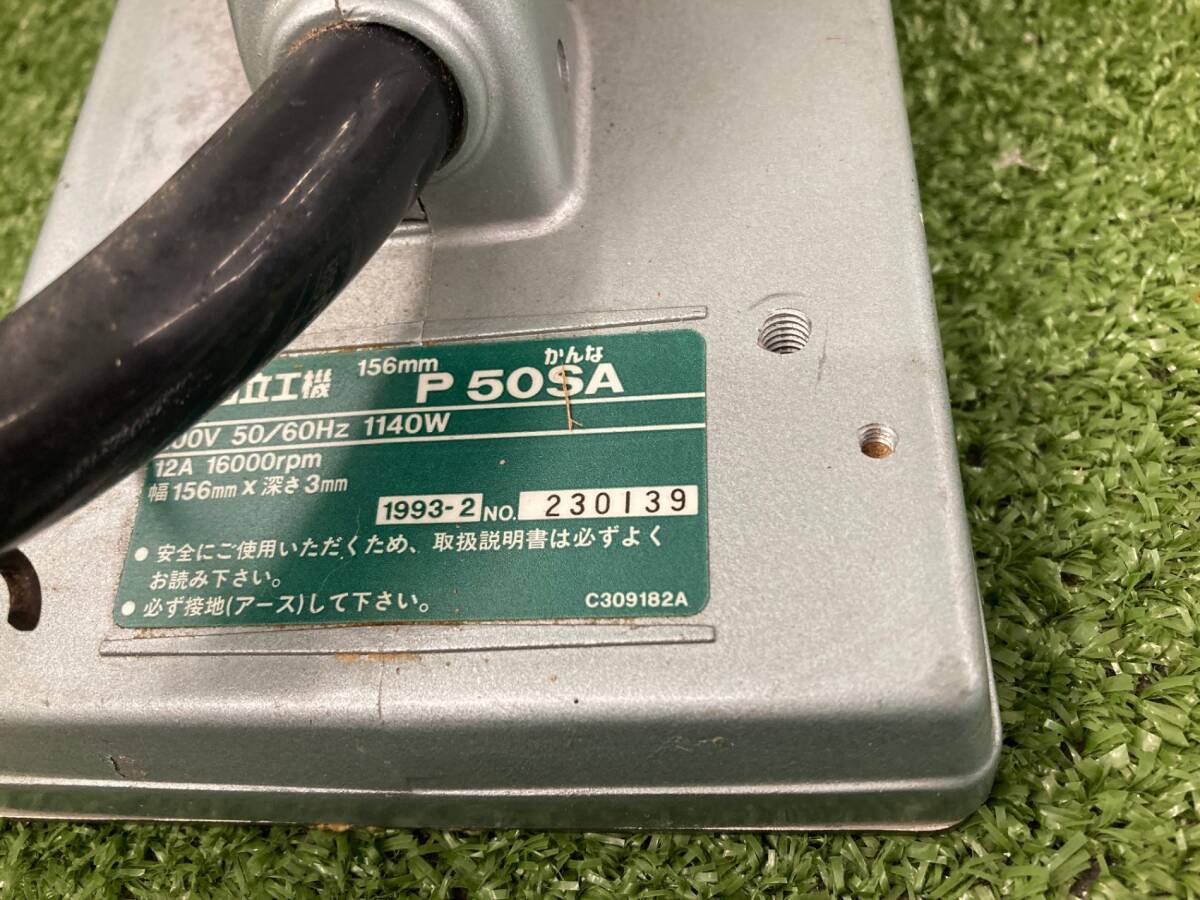 立工機 156mm かんな P 50SA
00V 50/60Hz 1140W
12A 16000rpm
幅 156mm x 深さ 3mm
1993-2 NO. 230139
● 安全にご使用いただくため、取扱説明書は必ずよく
お読み下さい。
● 必ず接地(アース)して下さい。 C309182A